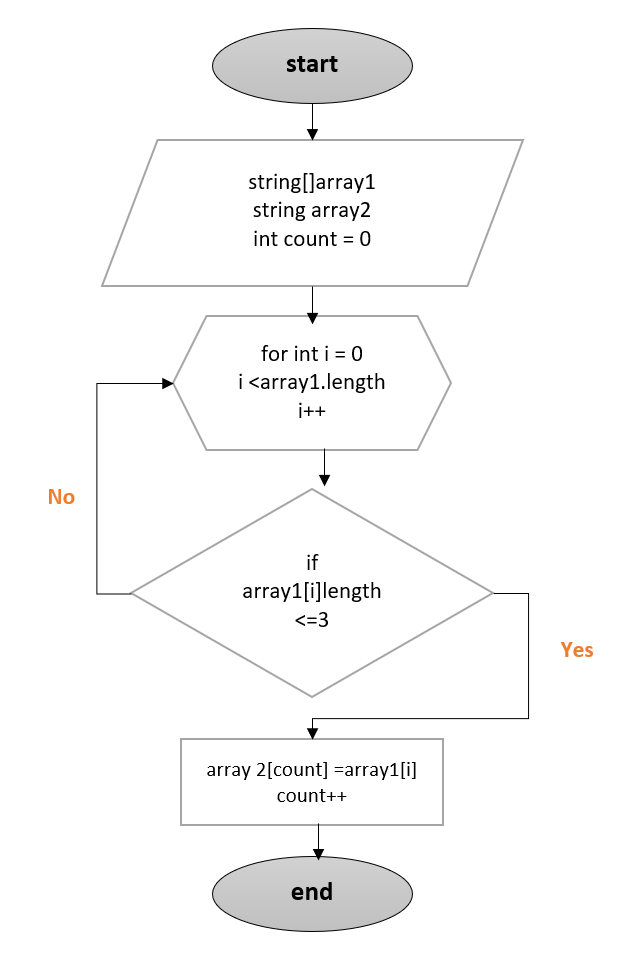 start
string[]array1
string array2
int count = 0
for int i = 0
i <array1.length
i++
No
if
array1[i]length
<=3
Yes
array 2[count] =array1[i]
count++
end